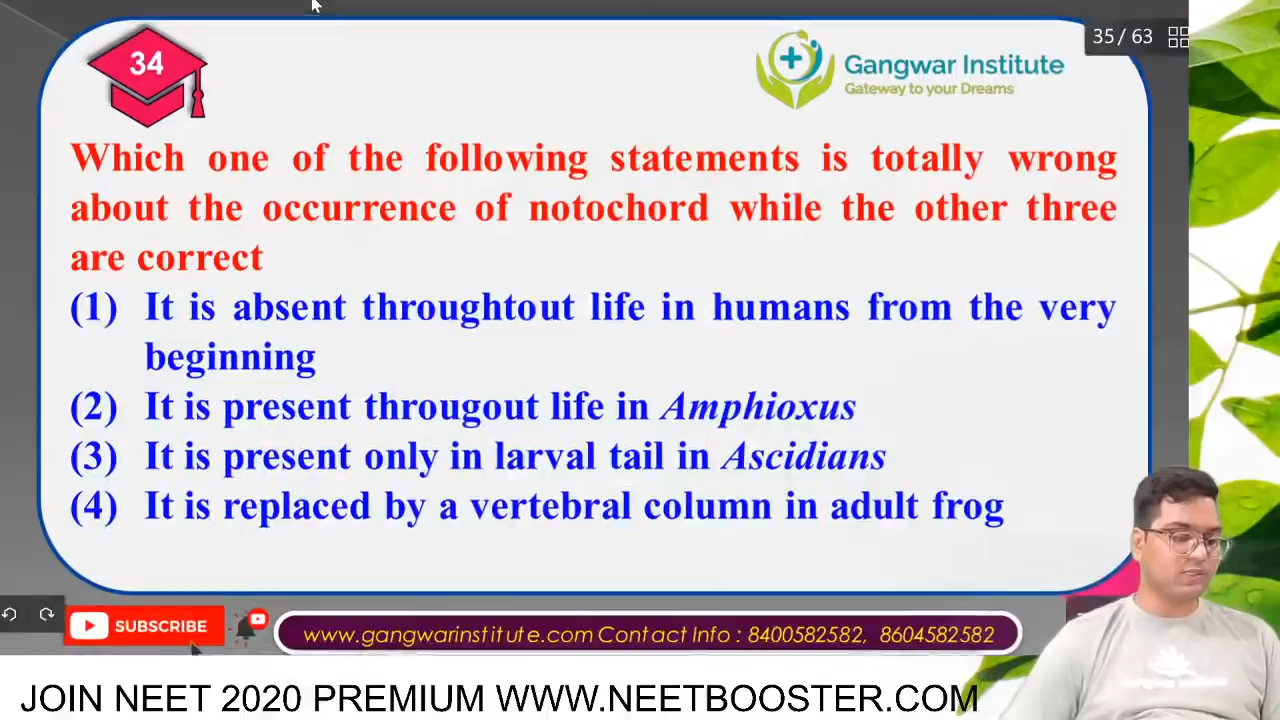 34
35 / 63
Gangwar Institute
Gateway to your Dreams
Which one of the following statements is totally wrong
about the occurrence of notochord while the other three
are correct
(1) It is absent throughtout life in humans from the very
beginning
(2) It is present througout life in Amphioxus
(3) It is present only in larval tail in Ascidians
(4) It is replaced by a vertebral column in adult frog
SUBSCRIBE
www.gangwarinstitute.com Contact Info : 8400582582, 8604582582
JOIN NEET 2020 PREMIUM WWW.NEETBOOSTER.COM